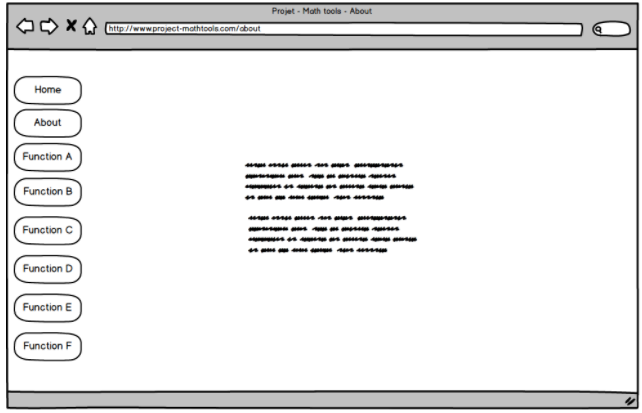 Projet - Math tools - About
http://www.project-mathtools.com/about
Home
About
Function A
Function B
Function C
Function D
Function E
Function F